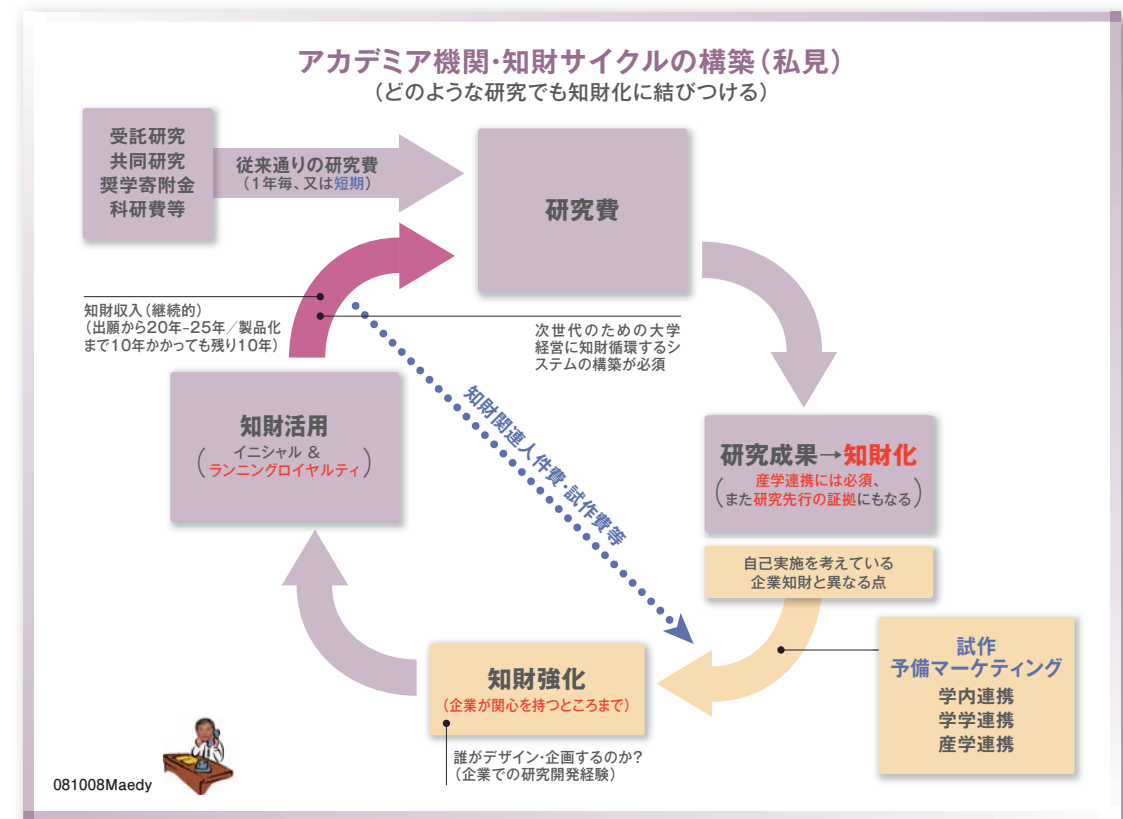 アカデミア機関・知財サイクルの構築（私見）
（どのような研究でも知財化に結びつける）
受託研究
共同研究
奨学寄附金
科研費等
従来通りの研究費
（1年毎、又は短期）
研究費
知財収入（継続的）
（出願から20年-25年／製品化
まで10年かかっても残り10年）
次世代のための大学
経営に知財循環するシ
ステムの構築が必須
知財活用
（イニシャル &
ランニングロイヤルティ）
知財関連人件費・試作費等
研究成果→知財化
（産学連携には必須、
また研究先行の証拠にもなる）
自己実施を考えている
企業知財と異なる点
試作
予備マーケティング
学内連携
学学連携
産学連携
知財強化
（企業が関心を持つところまで）
誰がデザイン・企画するのか?
（企業での研究開発経験）
081008Maedy